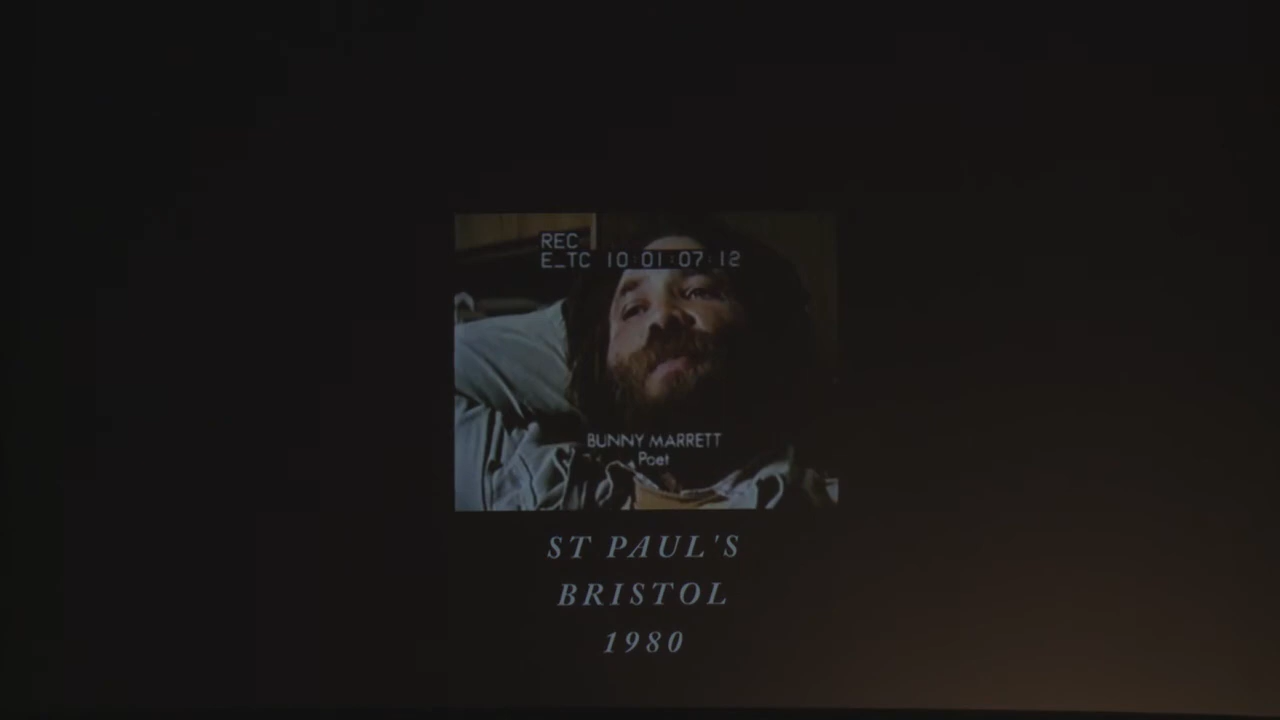 REC
E_TC 10:01:07:12
BUNNY MARRETT
Poet
ST PAUL'S
BRISTOL
1980